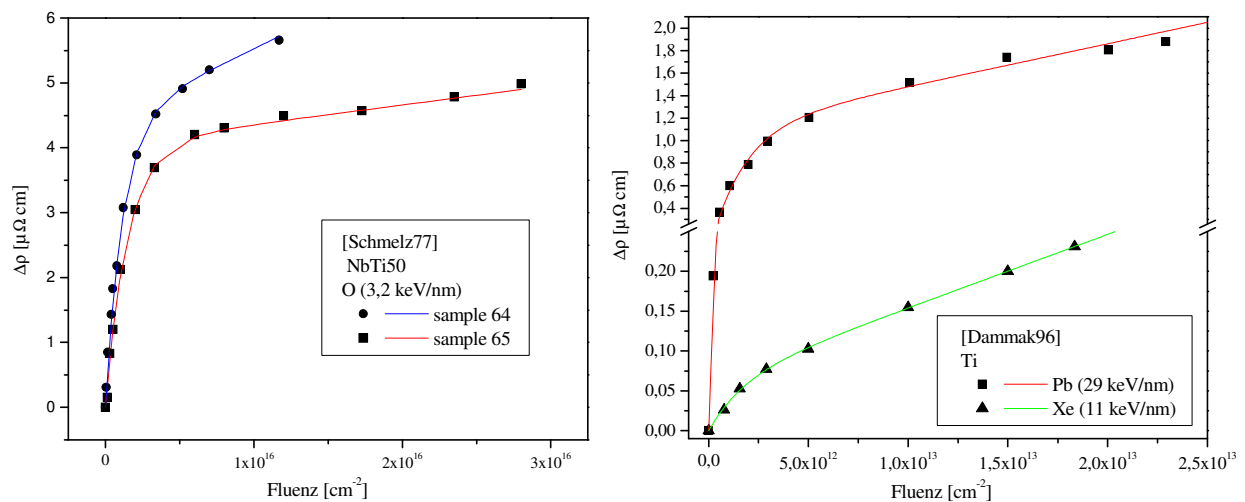 6
5
4
3
2
1
0
Δρ [μΩ cm]
[Schmelz77]
NbTi50
O (3,2 keV/nm)
sample 64
sample 65
0
1x10^16
2x10^16
3x10^16
Fluenz [cm^-2]
2,0
1,8
1,6
1,4
1,2
1,0
0,8
0,6
0,4
0,20
0,15
0,10
0,05
0,00
Δρ [μΩ cm]
[Dammak96]
Ti
Pb (29 keV/nm)
Xe (11 keV/nm)
0,0
5,0x10^12
1,0x10^13
1,5x10^13
2,0x10^13
2,5x10^13
Fluenz [cm^-2]